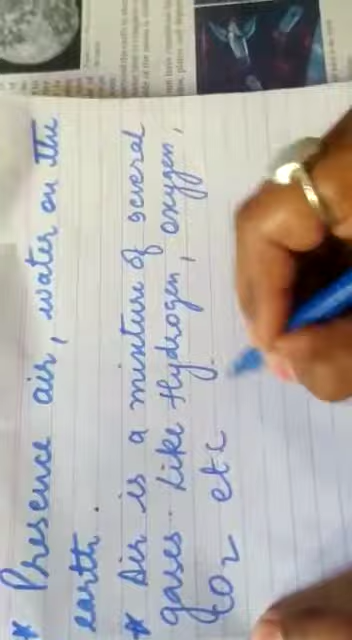 * Presence air, water on the
earth.
* Air is a mixture of several
gases. Like Hydrogen, oxygen,
CO2 etc